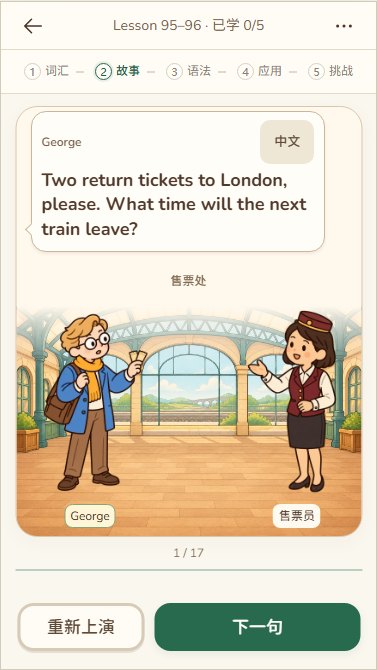 Lesson 95–96 · 已学 0/5
1 词汇 – 2 故事 – 3 语法 – 4 应用 – 5 挑战
George
中文
Two return tickets to London,
please. What time will the next
train leave?
售票处
George
售票员
1 / 17
重新上演
下一句